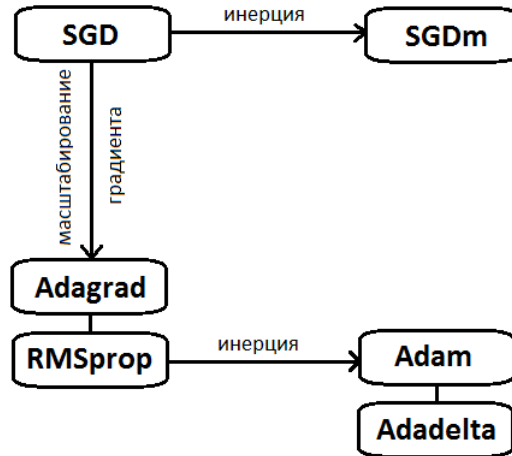 SGD
инерция
SGDm
масштабирование
градиента
Adagrad
RMSprop
инерция
Adam
Adadelta